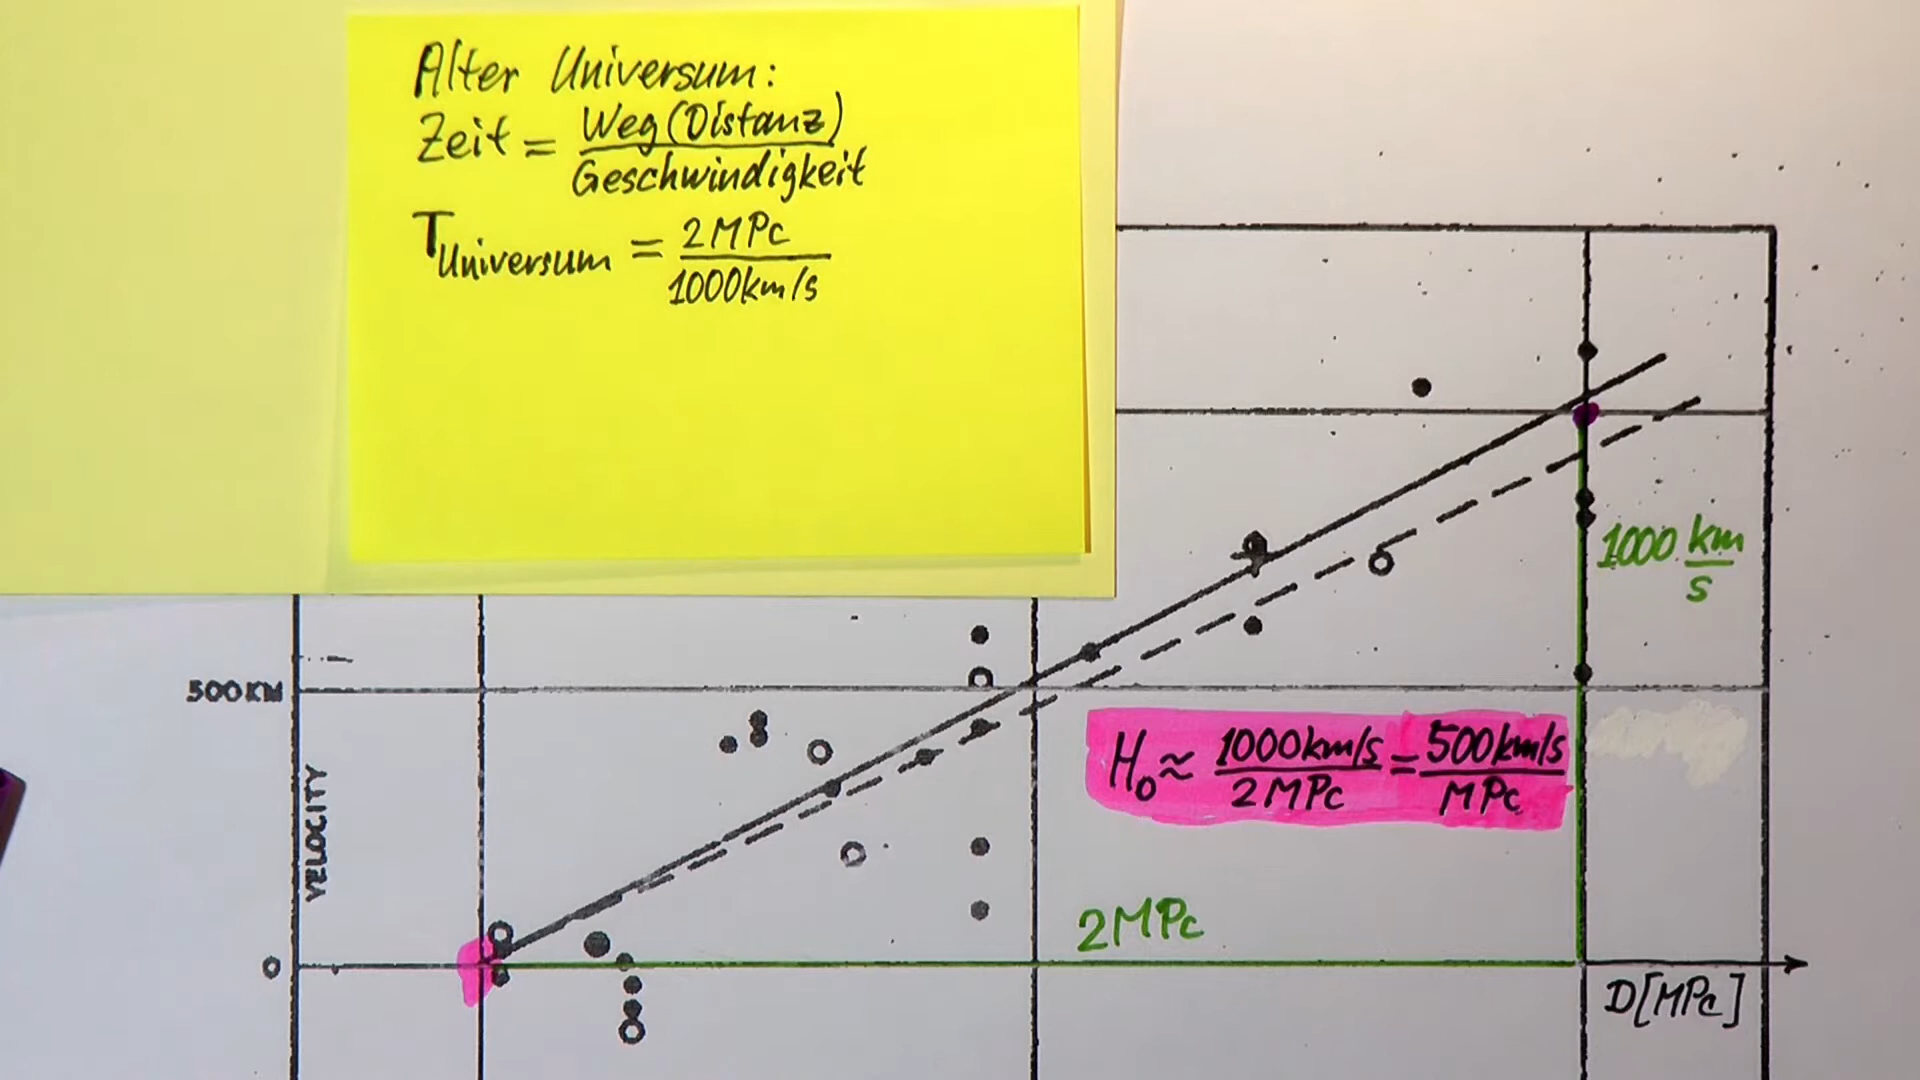 Alter Universum:
Zeit = Weg (Distanz)
Geschwindigkeit
T Universum = 2 MPc
1000 km/s
1000 km
s
500 KM
H0 ≈ 1000 km/s = 500 km/s
2 MPc MPc
VELOCITY
2 MPc
0
D [MPc]